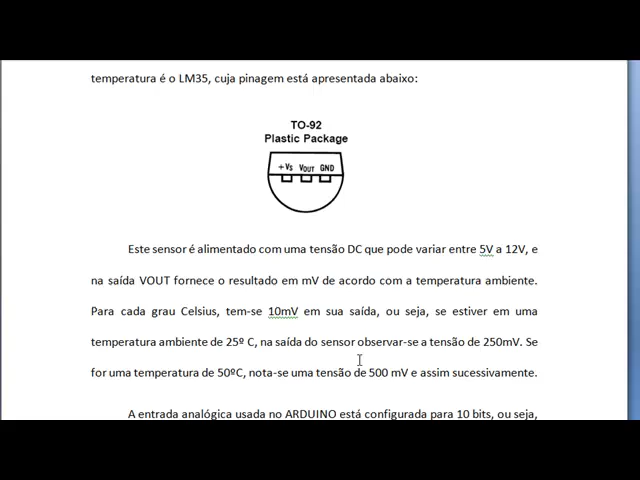 temperatura é o LM35, cuja pinagem está apresentada abaixo:
TO-92
Plastic Package
+VS VOUT GND
Este sensor é alimentado com uma tensão DC que pode variar entre 5V a 12V, e
na saída VOUT fornece o resultado em mV de acordo com a temperatura ambiente.
Para cada grau Celsius, tem-se 10mV em sua saída, ou seja, se estiver em uma
temperatura ambiente de 25º C, na saída do sensor observar-se a tensão de 250mV. Se
for uma temperatura de 50ºC, nota-se uma tensão de 500 mV e assim sucessivamente.
A entrada analógica usada no ARDUINO está configurada para 10 bits, ou seja,